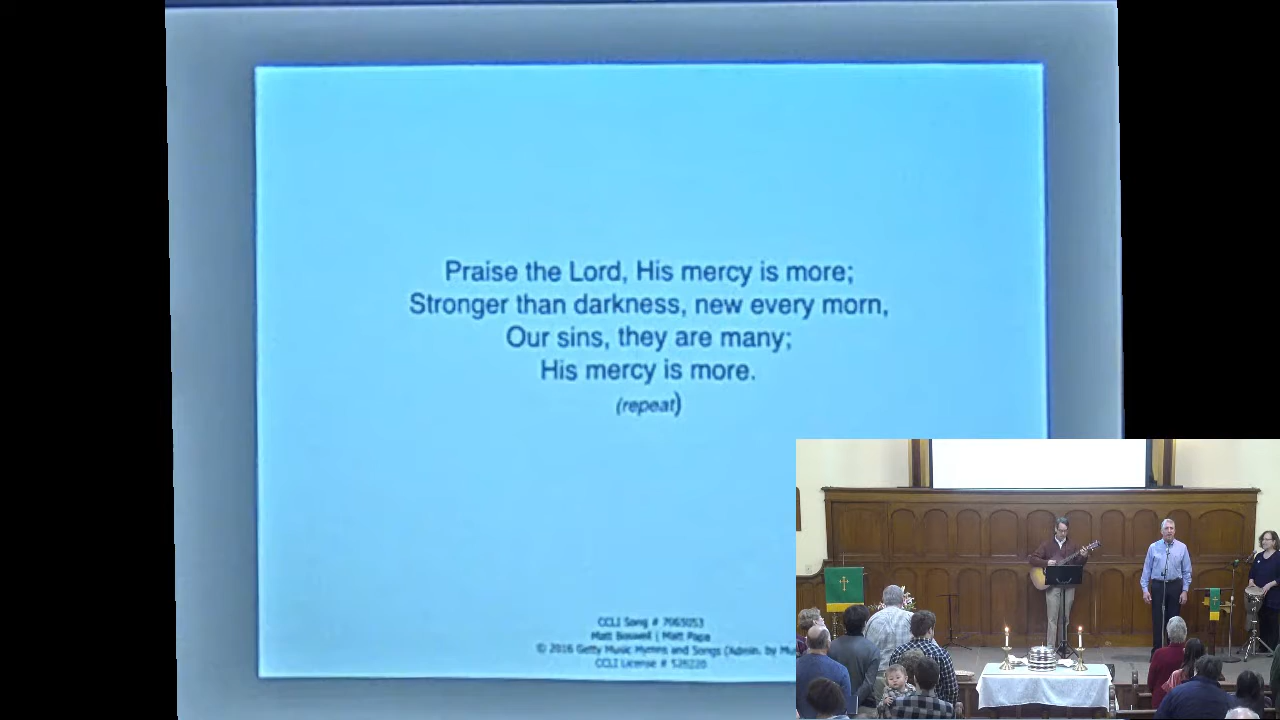 Praise the Lord, His mercy is more;
Stronger than darkness, new every morn,
Our sins, they are many;
His mercy is more.
(repeat)
CCLI Song # 7065053
Matt Boswell | Matt Papa
© 2016 Getty Music Hymns and Songs (Admin. by
CCLI License #